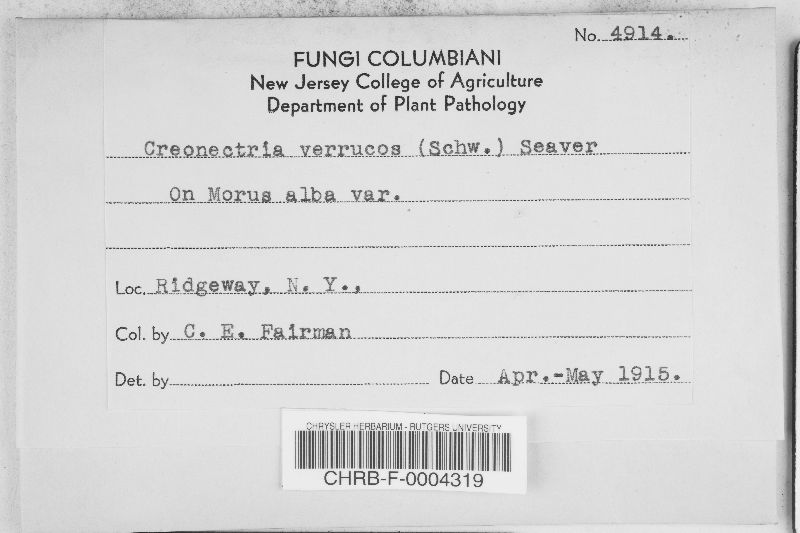 No. 4914.
FUNGI COLUMBIANI
New Jersey College of Agriculture
Department of Plant Pathology
Creonectria verrucos (Schw.) Seaver
On Morus alba var.
Loc. Ridgeway, N. Y.,
Col. by C. E. Fairman
Det. by
Date Apr.-May 1915.
CHRYSLER HERBARIUM - RUTGERS UNIVERSITY
CHRB-F-0004319